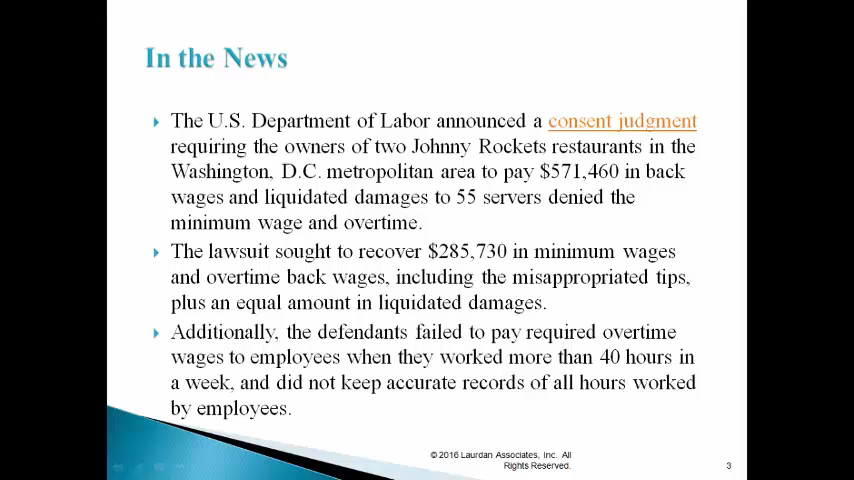 In the News
The U.S. Department of Labor announced a consent judgment
requiring the owners of two Johnny Rockets restaurants in the
Washington, D.C. metropolitan area to pay $571,460 in back
wages and liquidated damages to 55 servers denied the
minimum wage and overtime.
The lawsuit sought to recover $285,730 in minimum wages
and overtime back wages, including the misappropriated tips,
plus an equal amount in liquidated damages.
Additionally, the defendants failed to pay required overtime
wages to employees when they worked more than 40 hours in
a week, and did not keep accurate records of all hours worked
by employees.
© 2016 Laurdan Associates, Inc. All
Rights Reserved.
3